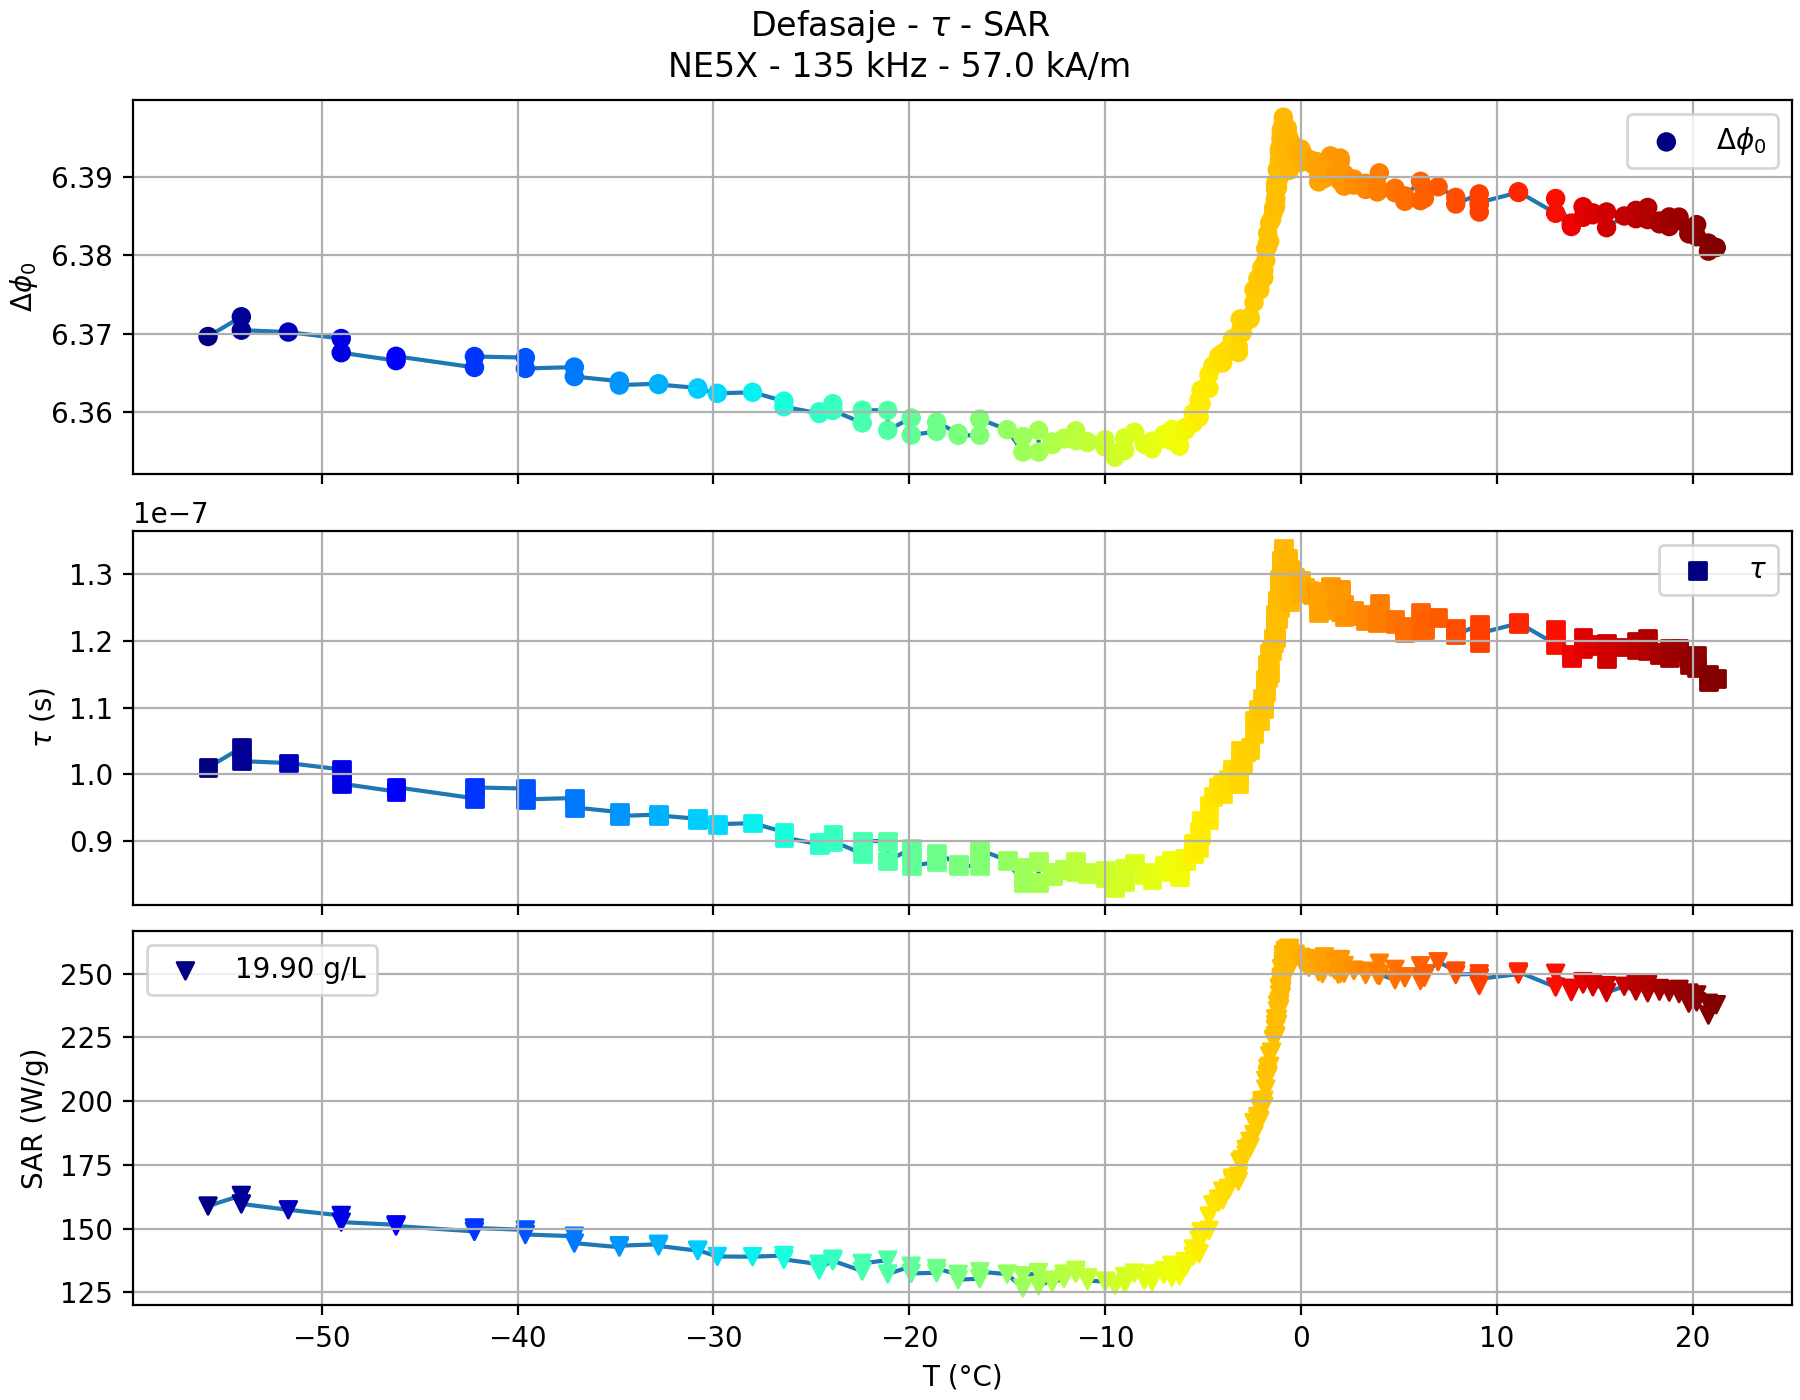 Defasaje - τ - SAR
NE5X - 135 kHz - 57.0 kA/m
Δϕ₀
6.39
6.38
6.37
6.36
Δϕ₀
1e−7
τ
1.3
1.2
1.1
1.0
0.9
τ (s)
19.90 g/L
250
225
200
175
150
125
SAR (W/g)
−50 −40 −30 −20 −10 0 10 20
T (°C)